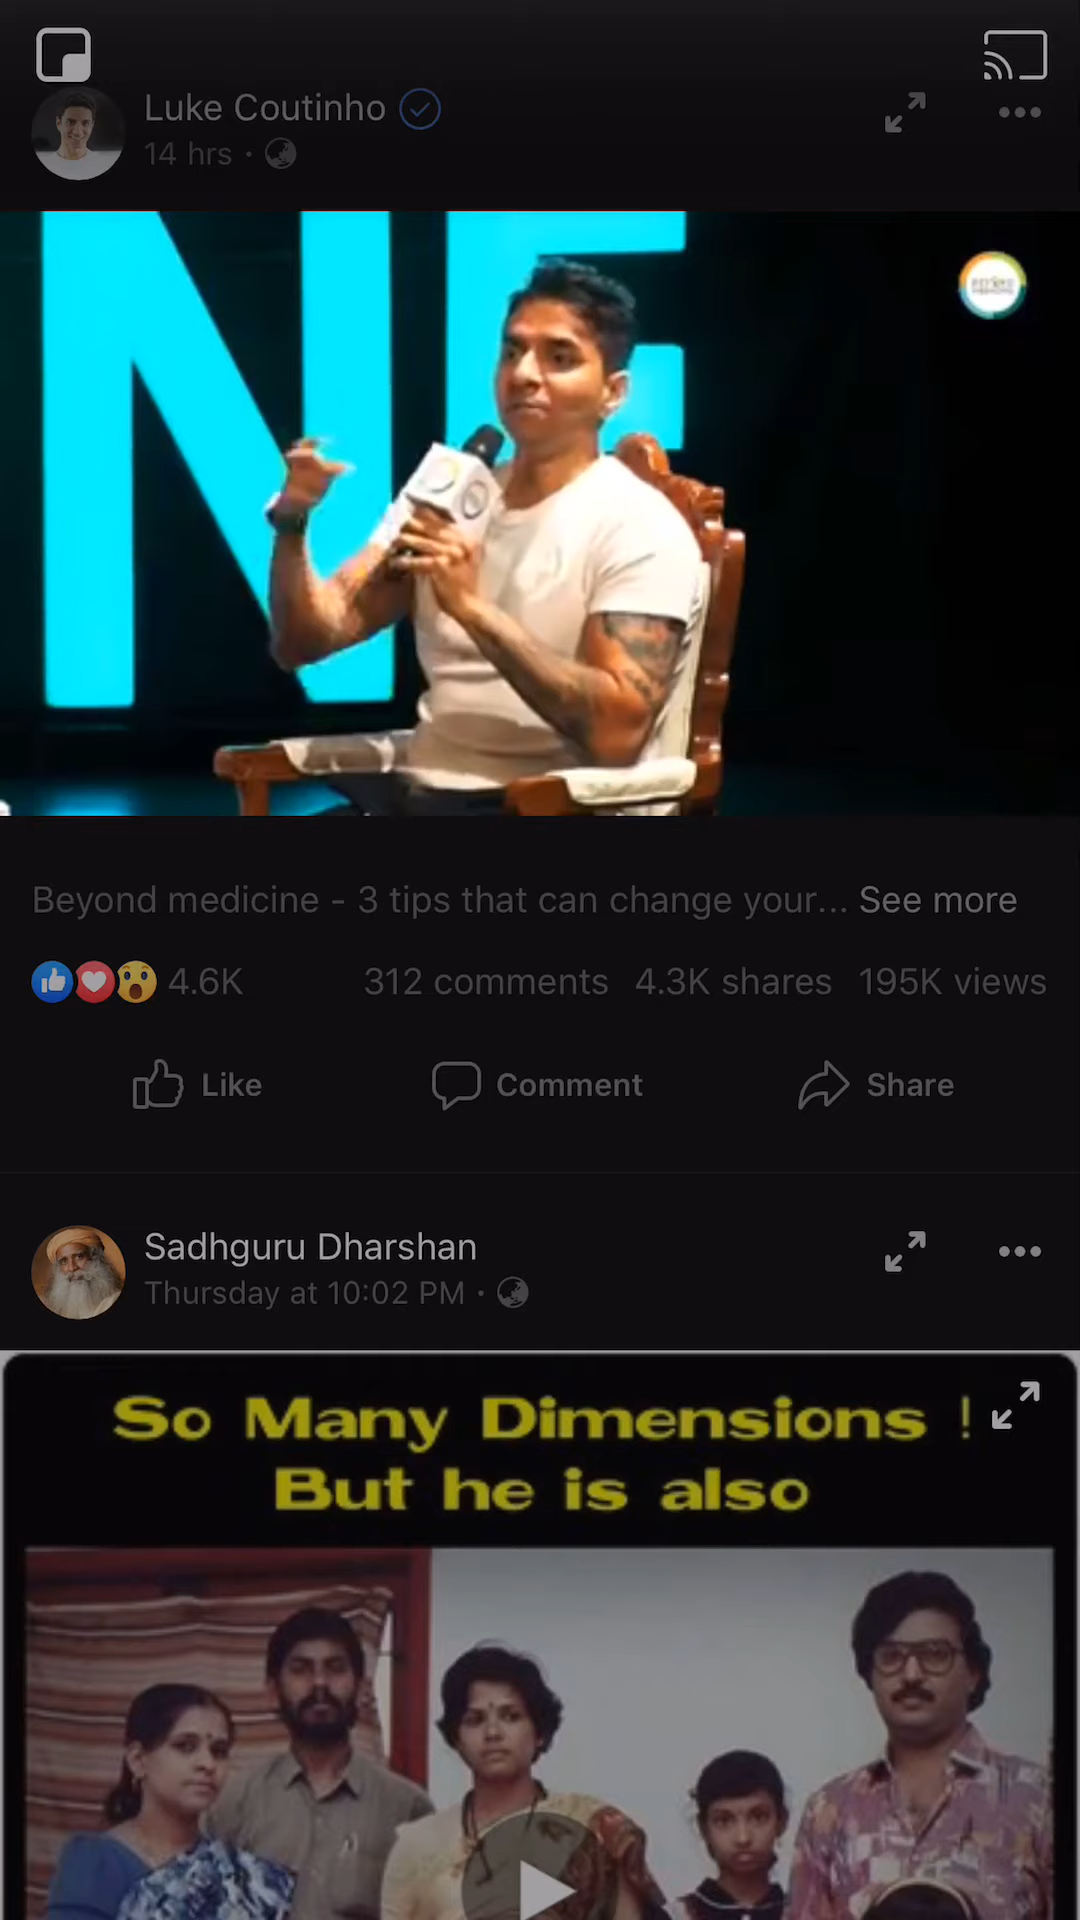 Luke Coutinho
14 hrs ·
NE
Beyond medicine - 3 tips that can change your... See more
4.6K 312 comments 4.3K shares 195K views
Like Comment Share
Sadhguru Dharshan
Thursday at 10:02 PM ·
So Many Dimensions !
But he is also